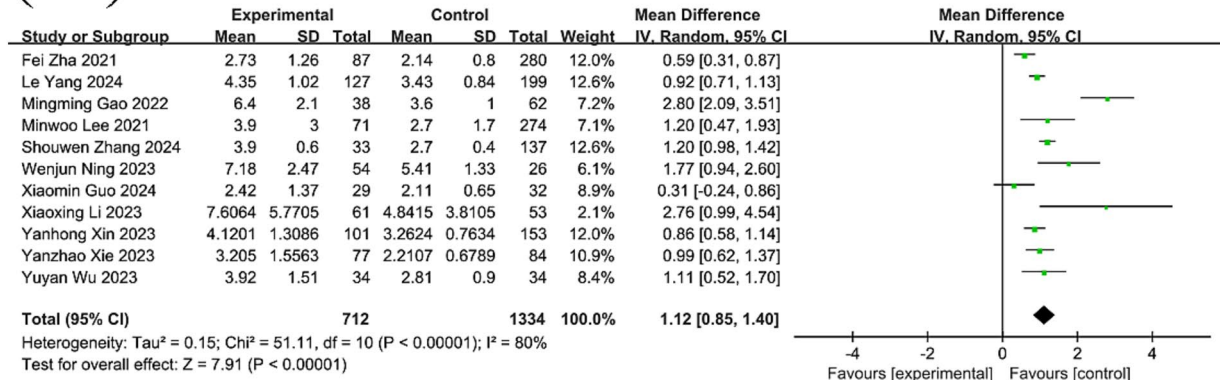 Experimental Control Mean Difference Mean Difference
Study or Subgroup Mean SD Total Mean SD Total Weight IV, Random, 95% CI IV, Random, 95% CI
Fei Zha 2021 2.73 1.26 87 2.14 0.8 280 12.0% 0.59 [0.31, 0.87]
Le Yang 2024 4.35 1.02 127 3.43 0.84 199 12.6% 0.92 [0.71, 1.13]
Mingming Gao 2022 6.4 2.1 38 3.6 1 62 7.2% 2.80 [2.09, 3.51]
Minwoo Lee 2021 3.9 3 71 2.7 1.7 274 7.1% 1.20 [0.47, 1.93]
Shouwen Zhang 2024 3.9 0.6 33 2.7 0.4 137 12.6% 1.20 [0.98, 1.42]
Wenjun Ning 2023 7.18 2.47 54 5.41 1.33 26 6.1% 1.77 [0.94, 2.60]
Xiaomin Guo 2024 2.42 1.37 29 2.11 0.65 32 8.9% 0.31 [-0.24, 0.86]
Xiaoxing Li 2023 7.6064 5.7705 61 4.8415 3.8105 53 2.1% 2.76 [0.99, 4.54]
Yanhong Xin 2023 4.1201 1.3086 101 3.2624 0.7634 153 12.0% 0.86 [0.58, 1.14]
Yanzhao Xie 2023 3.205 1.5563 77 2.2107 0.6789 84 10.9% 0.99 [0.62, 1.37]
Yuyan Wu 2023 3.92 1.51 34 2.81 0.9 34 8.4% 1.11 [0.52, 1.70]
Total (95% CI) 712 1334 100.0% 1.12 [0.85, 1.40]
Heterogeneity: Tau² = 0.15; Chi² = 51.11, df = 10 (P < 0.00001); I² = 80%
Test for overall effect: Z = 7.91 (P < 0.00001)
-4 -2 0 2 4
Favours [experimental] Favours [control]